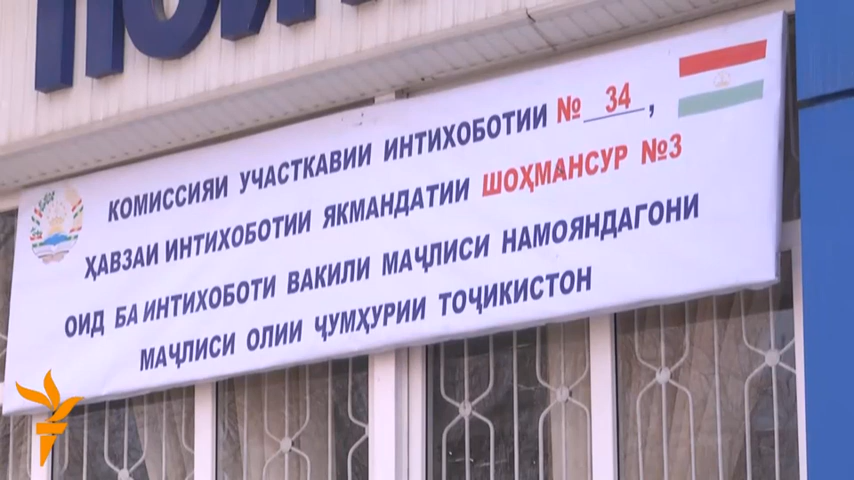 КОМИССИЯИ УЧАСТКАВИИ ИНТИХОБОТИИ № 34,
ҲАВЗАИ ИНТИХОБОТИИ ЯКМАНДАТИИ ШОҲМАНСУР №3
ОИД БА ИНТИХОБОТИ ВАКИЛИ МАҶЛИСИ НАМОЯНДАГОНИ
МАҶЛИСИ ОЛИИ ҶУМҲУРИИ ТОҶИКИСТОН